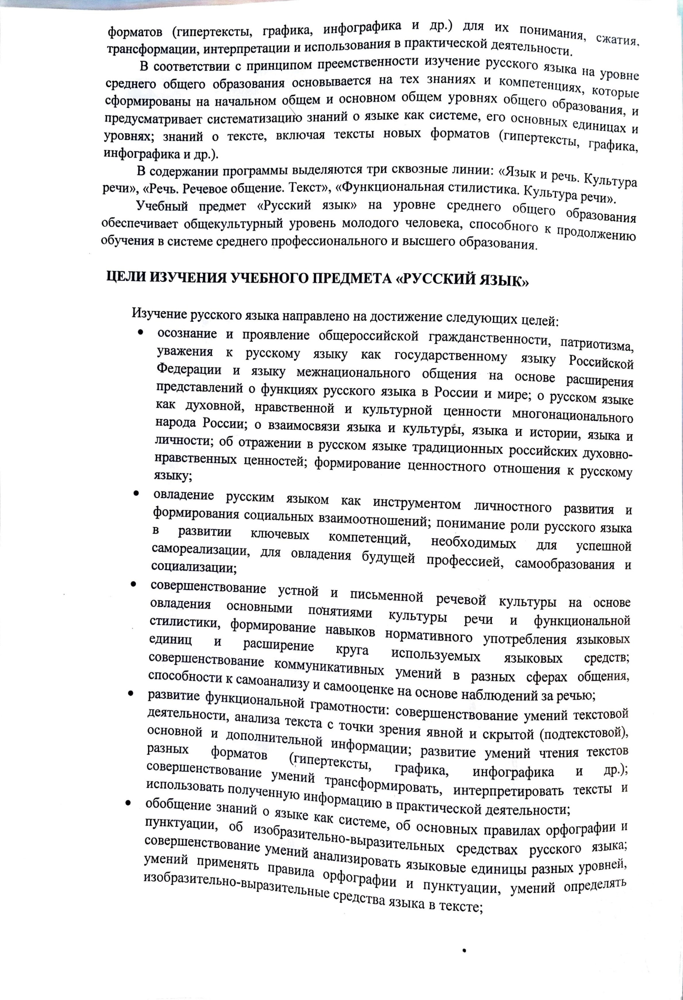 форматов (гипертексты, графика, инфографика и др.) для их понимания, сжатия,
трансформации, интерпретации и использования в практической деятельности.
В соответствии с принципом преемственности изучение русского языка на уровне
среднего общего образования основывается на тех знаниях и компетенциях, которые
сформированы на начальном общем и основном общем уровнях общего образования, и
предусматривает систематизацию знаний о языке как системе, его основных единицах и
уровнях; знаний о тексте, включая тексты новых форматов (гипертексты, графика,
инфографика и др.).
В содержании программы выделяются три сквозные линии: «Язык и речь. Культура
речи», «Речь. Речевое общение. Текст», «Функциональная стилистика. Культура речи».
Учебный предмет «Русский язык» на уровне среднего общего образования
обеспечивает общекультурный уровень молодого человека, способного к продолжению
обучения в системе среднего профессионального и высшего образования.
ЦЕЛИ ИЗУЧЕНИЯ УЧЕБНОГО ПРЕДМЕТА «РУССКИЙ ЯЗЫК»
Изучение русского языка направлено на достижение следующих целей:
• осознание и проявление общероссийской гражданственности, патриотизма,
уважения к русскому языку как государственному языку Российской
Федерации и языку межнационального общения на основе расширения
представлений о функциях русского языка в России и мире; о русском языке
как духовной, нравственной и культурной ценности многонационального
народа России; о взаимосвязи языка и культуры, языка и истории, языка и
личности; об отражении в русском языке традиционных российских духовно-
нравственных ценностей; формирование ценностного отношения к русскому
языку;
• овладение русским языком как инструментом личностного развития и
формирования социальных взаимоотношений; понимание роли русского языка
в развитии ключевых компетенций, необходимых для успешной
самореализации, для овладения будущей профессией, самообразования и
социализации;
• совершенствование устной и письменной речевой культуры на основе
овладения основными понятиями культуры речи и функциональной
стилистики, формирование навыков нормативного употребления языковых
единиц и расширение круга используемых языковых средств;
совершенствование коммуникативных умений в разных сферах общения,
способности к самоанализу и самооценке на основе наблюдений за речью;
• развитие функциональной грамотности: совершенствование умений текстовой
деятельности, анализа текста с точки зрения явной и скрытой (подтекстовой),
основной и дополнительной информации; развитие умений чтения текстов
разных форматов (гипертексты, графика, инфографика и др.);
совершенствование умений трансформировать, интерпретировать тексты и
использовать полученную информацию в практической деятельности;
• обобщение знаний о языке как системе, об основных правилах орфографии и
пунктуации, об изобразительно-выразительных средствах русского языка;
совершенствование умений анализировать языковые единицы разных уровней,
умений применять правила орфографии и пунктуации, умений определять
изобразительно-выразительные средства языка в тексте;